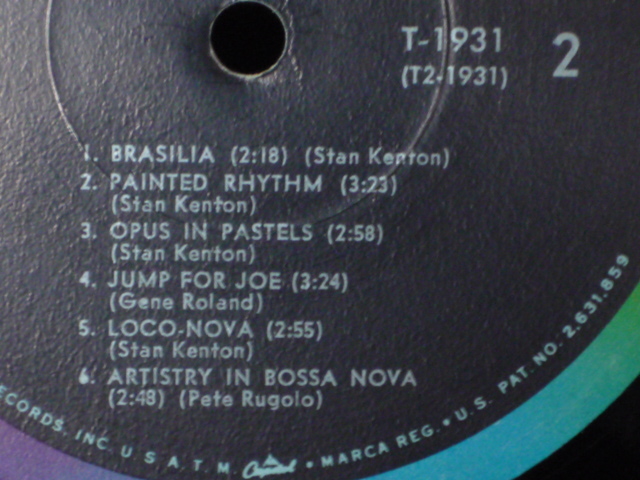 T-1931
(T2-1931)
2
1. BRASILIA (2:18) (Stan Kenton)
2. PAINTED RHYTHM (3:23)
(Stan Kenton)
3. OPUS IN PASTELS (2:58)
(Stan Kenton)
4. JUMP FOR JOE (3:24)
(Gene Roland)
5. LOCO-NOVA (2:55)
(Stan Kenton)
6. ARTISTRY IN BOSSA NOVA
(2:48) (Pete Rugolo)
ECORDS, INC. U.S.A. T.M. Capitol • MARCA REG. • U.S. PAT. NO. 2,631,859